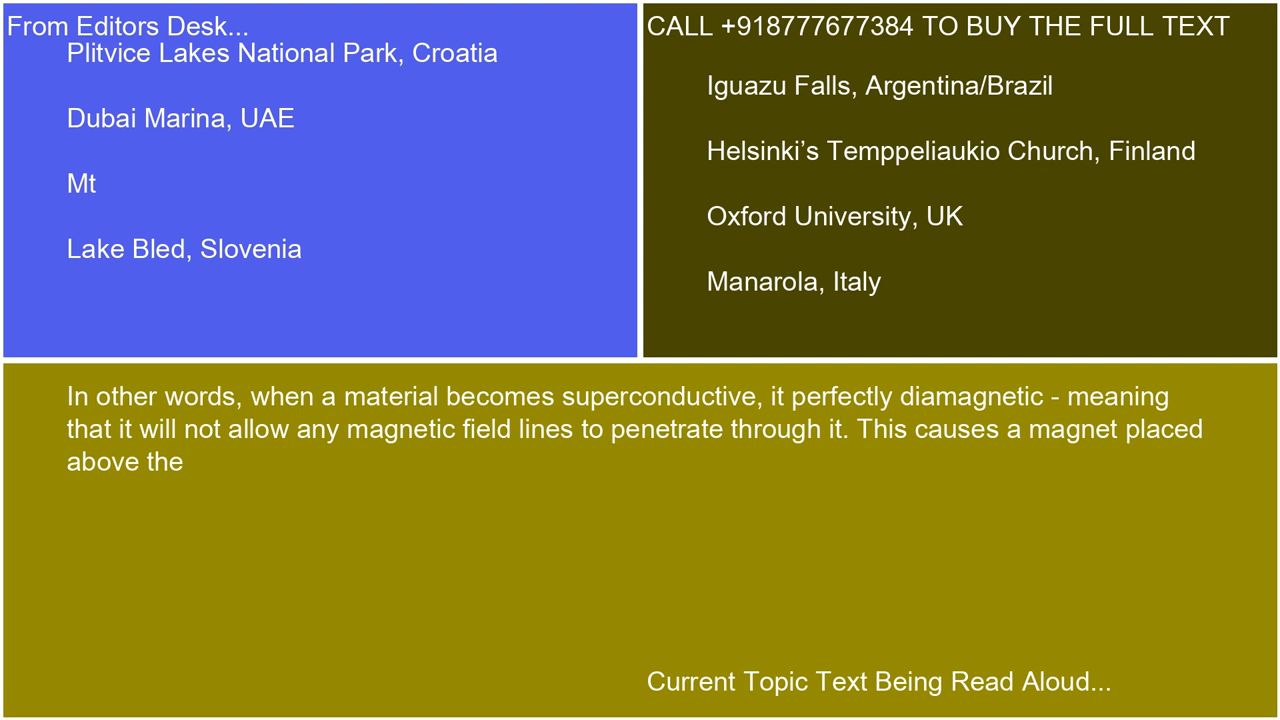 From Editors Desk...
Plitvice Lakes National Park, Croatia
Dubai Marina, UAE
Mt
Lake Bled, Slovenia
CALL +918777677384 TO BUY THE FULL TEXT
Iguazu Falls, Argentina/Brazil
Helsinki’s Temppeliaukio Church, Finland
Oxford University, UK
Manarola, Italy
In other words, when a material becomes superconductive, it perfectly diamagnetic - meaning
that it will not allow any magnetic field lines to penetrate through it. This causes a magnet placed
above the
Current Topic Text Being Read Aloud...